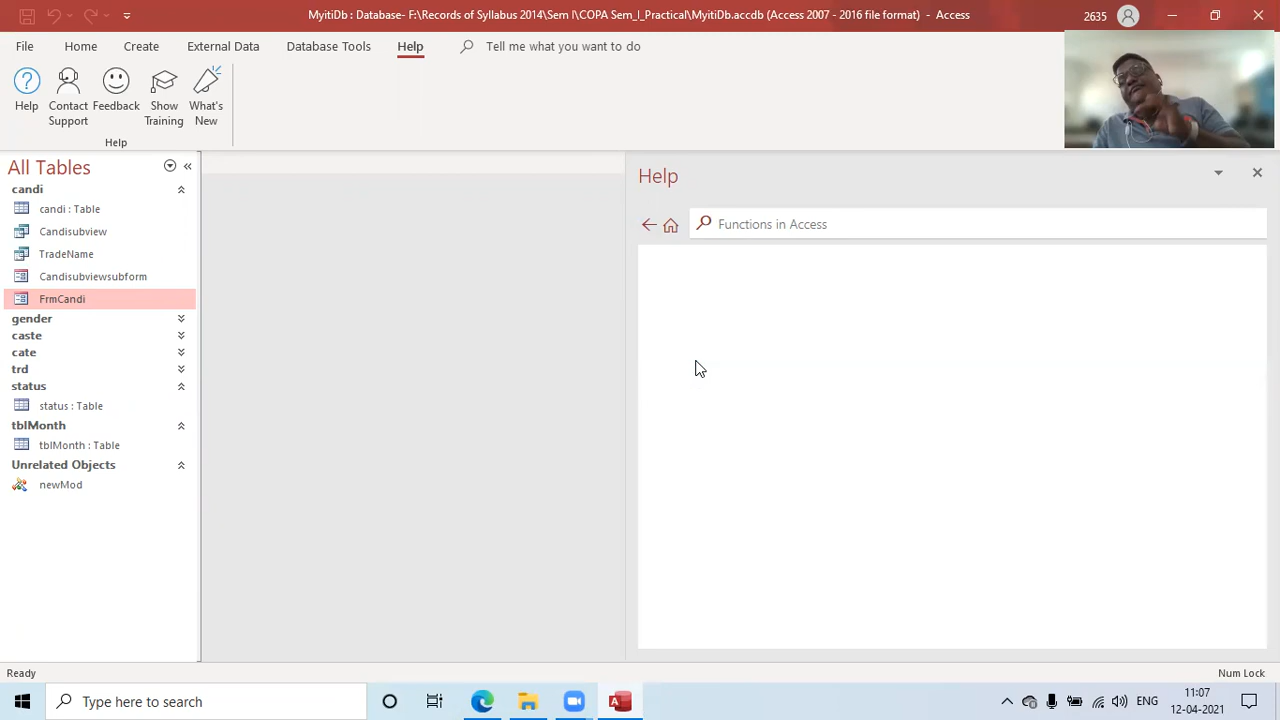 MyitiDb : Database- F:\Records of Syllabus 2014\Sem I\COPA Sem_I_Practical\MyitiDb.accdb (Access 2007 - 2016 file format) - Access
2635
File Home Create External Data Database Tools Help Tell me what you want to do
Help
Contact Support
Feedback
Show Training
What's New
Help
All Tables
candi
candi : Table
Candisubview
TradeName
Candisubviewsubform
FrmCandi
gender
caste
cate
trd
status
status : Table
tblMonth
tblMonth : Table
Unrelated Objects
newMod
Help
Functions in Access
Ready
Num Lock
Type here to search
ENG
11:07
12-04-2021